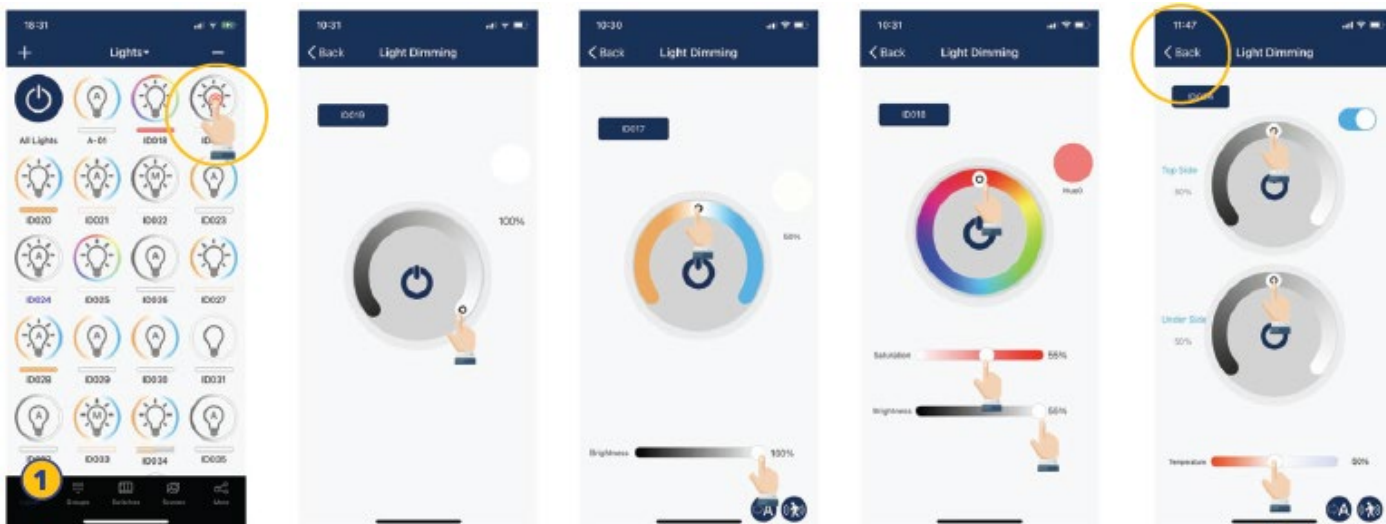 18:31
Lights
All Lights
A-01
ID018
ID020
ID021
ID022
ID023
ID024
ID025
ID026
ID027
ID028
ID029
ID030
ID031
ID033
ID034
ID035
1
Groups
Switches
Scenes
More
10:31
Back
Light Dimming
ID019
100%
10:30
Back
Light Dimming
ID017
50%
Brightness
100%
A
10:31
Back
Light Dimming
ID018
Hue0
Saturation
55%
Brightness
55%
11:47
Back
Light Dimming
Top Side
50%
Under Side
50%
Temperature
50%
A